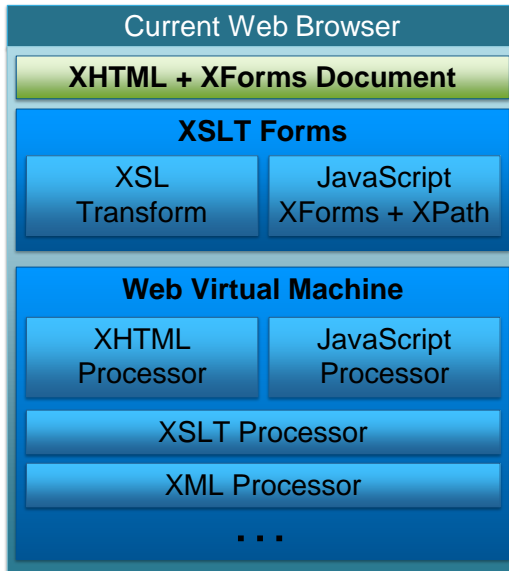 Current Web Browser
XHTML + XForms Document
XSLT Forms
XSL
Transform
JavaScript
XForms + XPath
Web Virtual Machine
XHTML
Processor
JavaScript
Processor
XSLT Processor
XML Processor
...